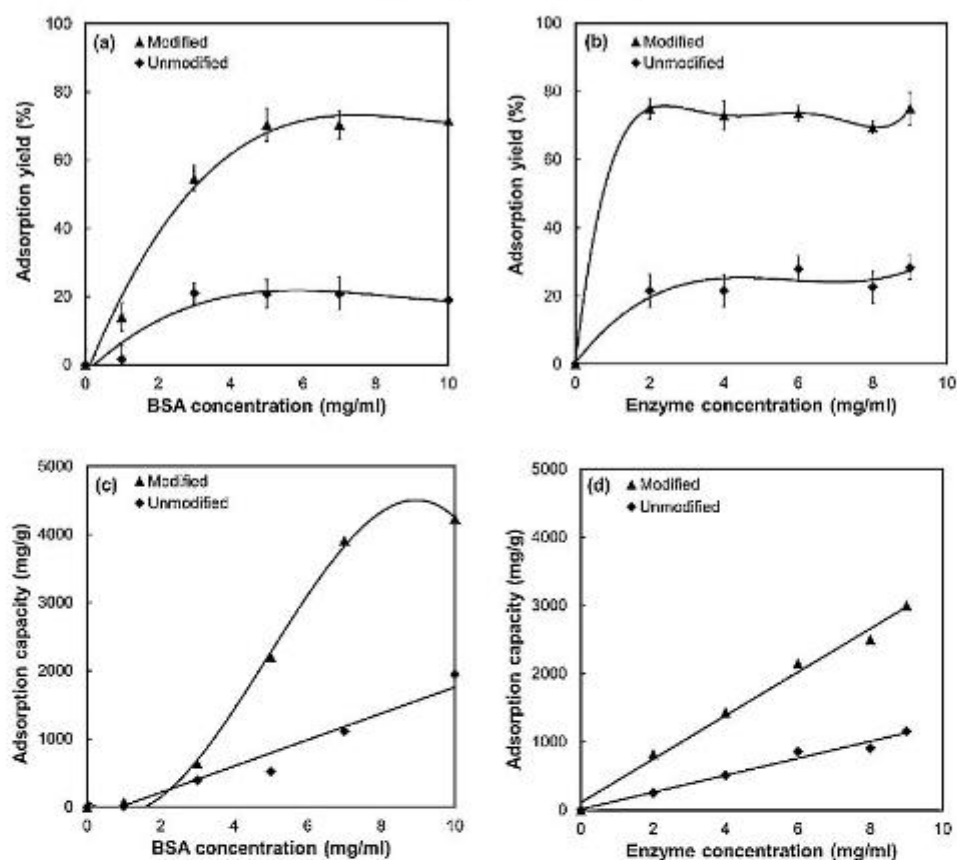 (a)
▲ Modified
◆ Unmodified
Adsorption yield (%)
100
80
60
40
20
0
0 2 4 6 8 10
BSA concentration (mg/ml)
(b)
▲ Modified
◆ Unmodified
Adsorption yield (%)
100
80
60
40
20
0
0 2 4 6 8 10
Enzyme concentration (mg/ml)
(c)
▲ Modified
◆ Unmodified
Adsorption capacity (mg/g)
5000
4000
3000
2000
1000
0
0 2 4 6 8 10
BSA concentration (mg/ml)
(d)
▲ Modified
◆ Unmodified
Adsorption capacity (mg/g)
5000
4000
3000
2000
1000
0
0 2 4 6 8 10
Enzyme concentration (mg/ml)